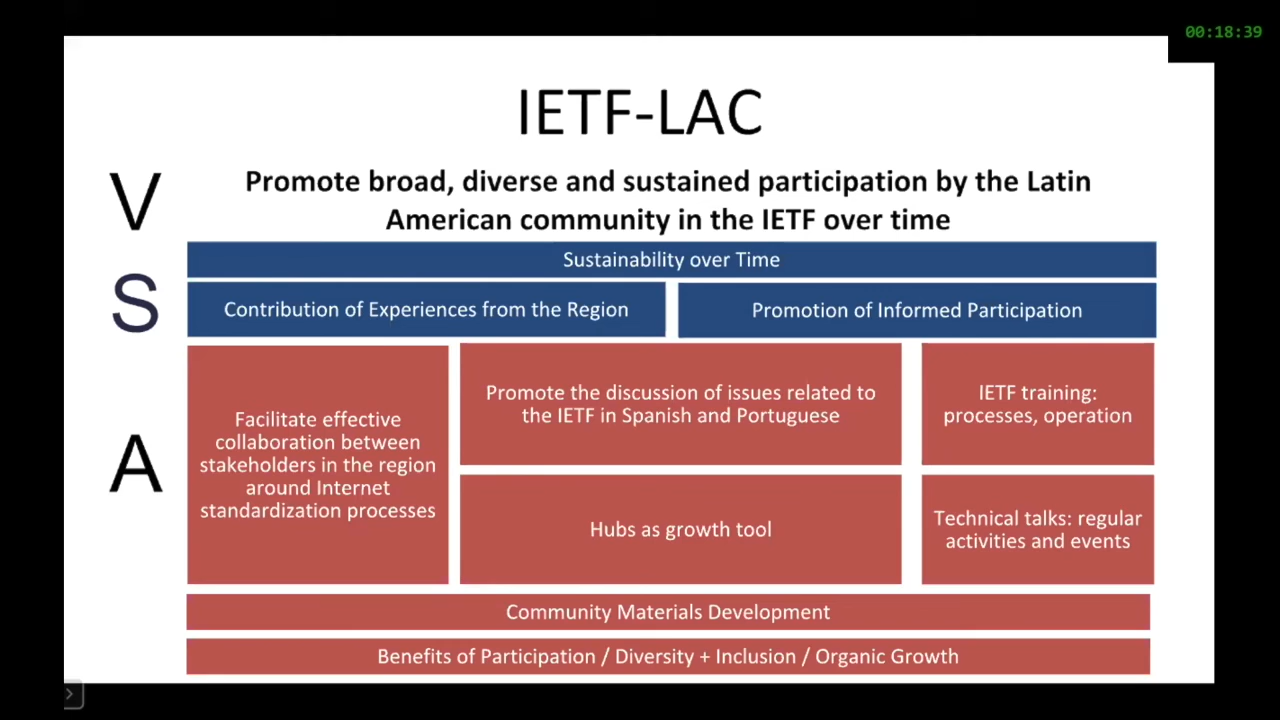 00:18:39
IETF-LAC
V
Promote broad, diverse and sustained participation by the Latin
American community in the IETF over time
S
Sustainability over Time
Contribution of Experiences from the Region
Promotion of Informed Participation
A
Facilitate effective
collaboration between
stakeholders in the region
around Internet
standardization processes
Promote the discussion of issues related to
the IETF in Spanish and Portuguese
IETF training:
processes, operation
Hubs as growth tool
Technical talks: regular
activities and events
Community Materials Development
Benefits of Participation / Diversity + Inclusion / Organic Growth